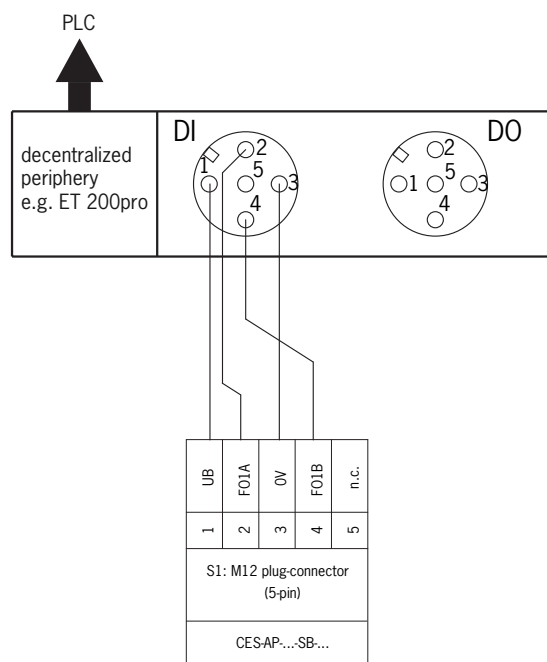 PLC
DI
DO
decentralized
periphery
e.g. ET 200pro
1
2
3
4
5
1
2
3
4
5
UB
FO1A
0V
FO1B
n.c.
1
2
3
4
5
S1: M12 plug-connector
(5-pin)
CES-AP-...-SB-...